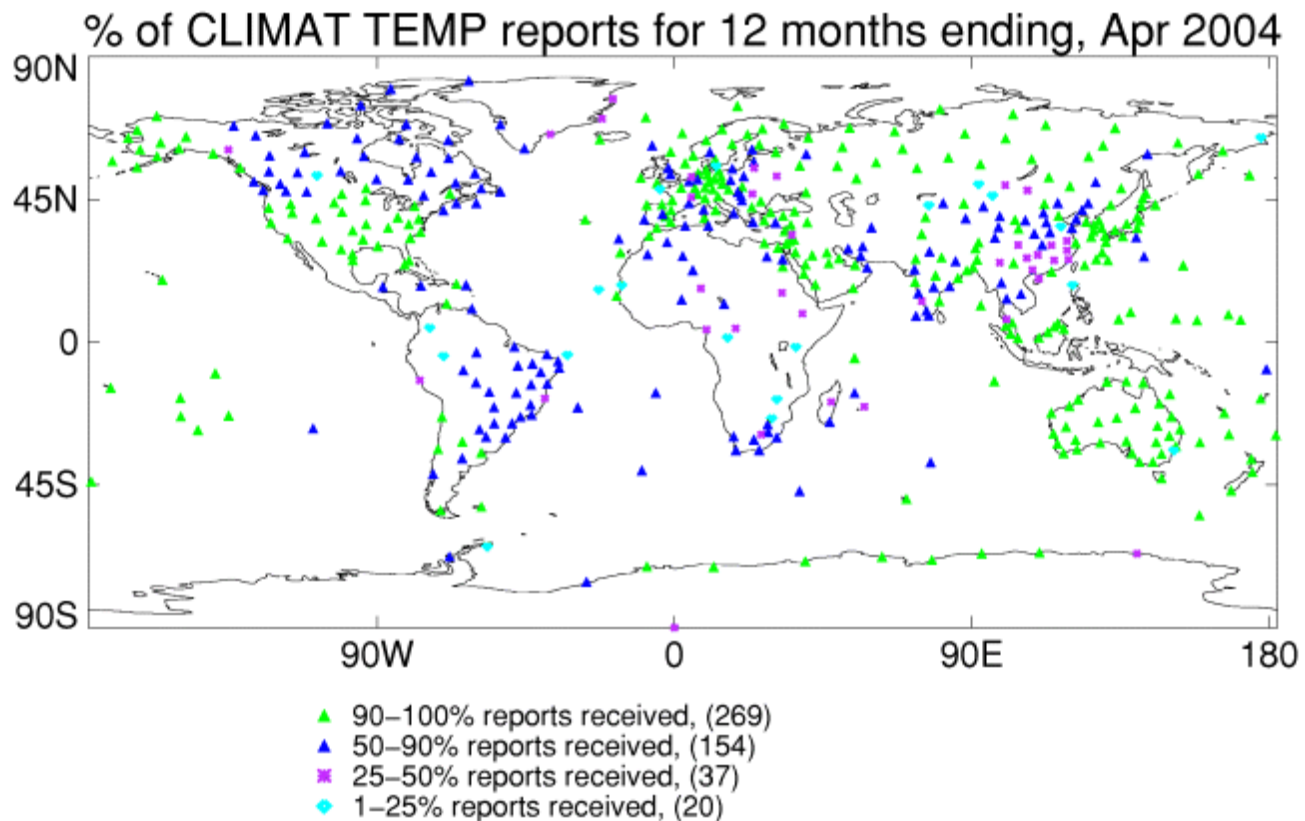 % of CLIMAT TEMP reports for 12 months ending, Apr 2004
90N
45N
0
45S
90S
90W 0 90E 180
90-100% reports received, (269)
50-90% reports received, (154)
25-50% reports received, (37)
1-25% reports received, (20)